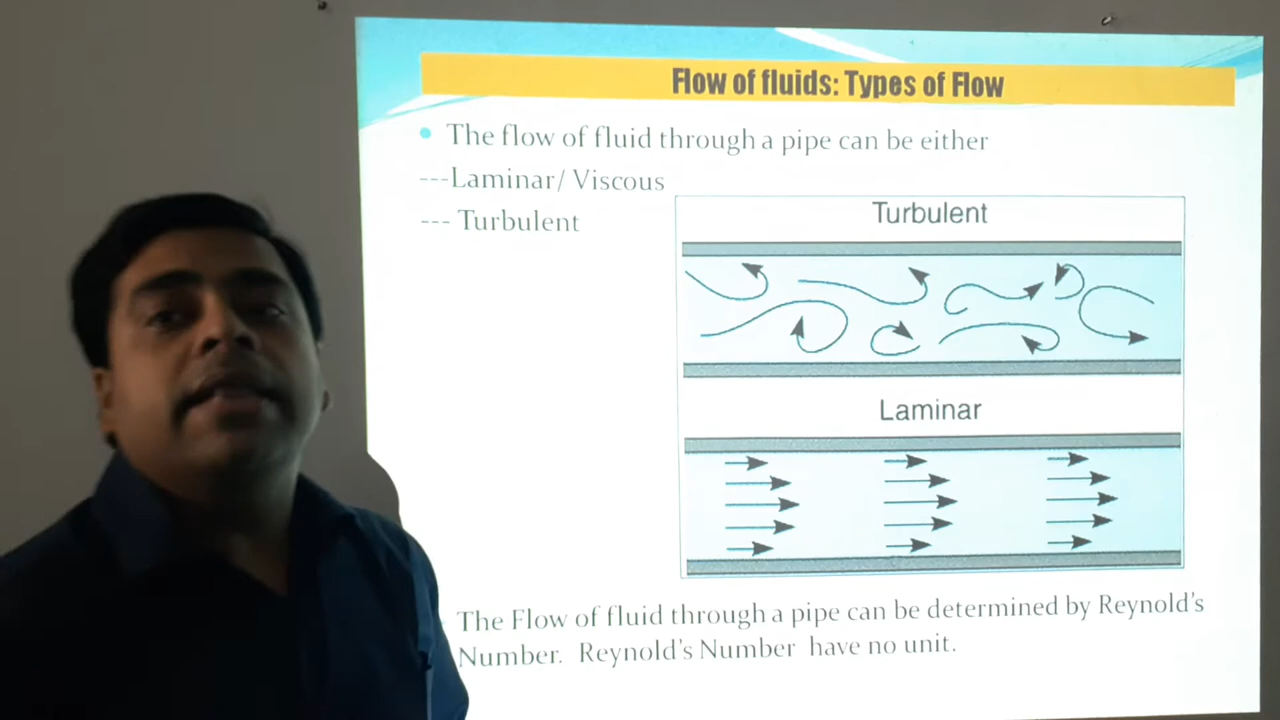 Flow of fluids: Types of Flow
The flow of fluid through a pipe can be either
---Laminar/ Viscous
--- Turbulent
Turbulent
Laminar
The Flow of fluid through a pipe can be determined by Reynold's
Number. Reynold's Number have no unit.